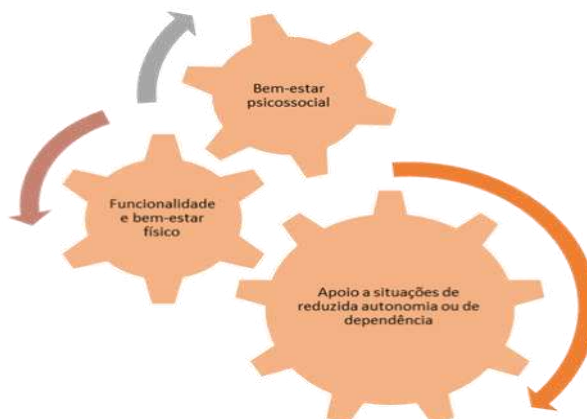 Bem-estar
psicossocial
Funcionalidade
e bem-estar
físico
Apoio a situações de
reduzida autonomia ou de
dependência